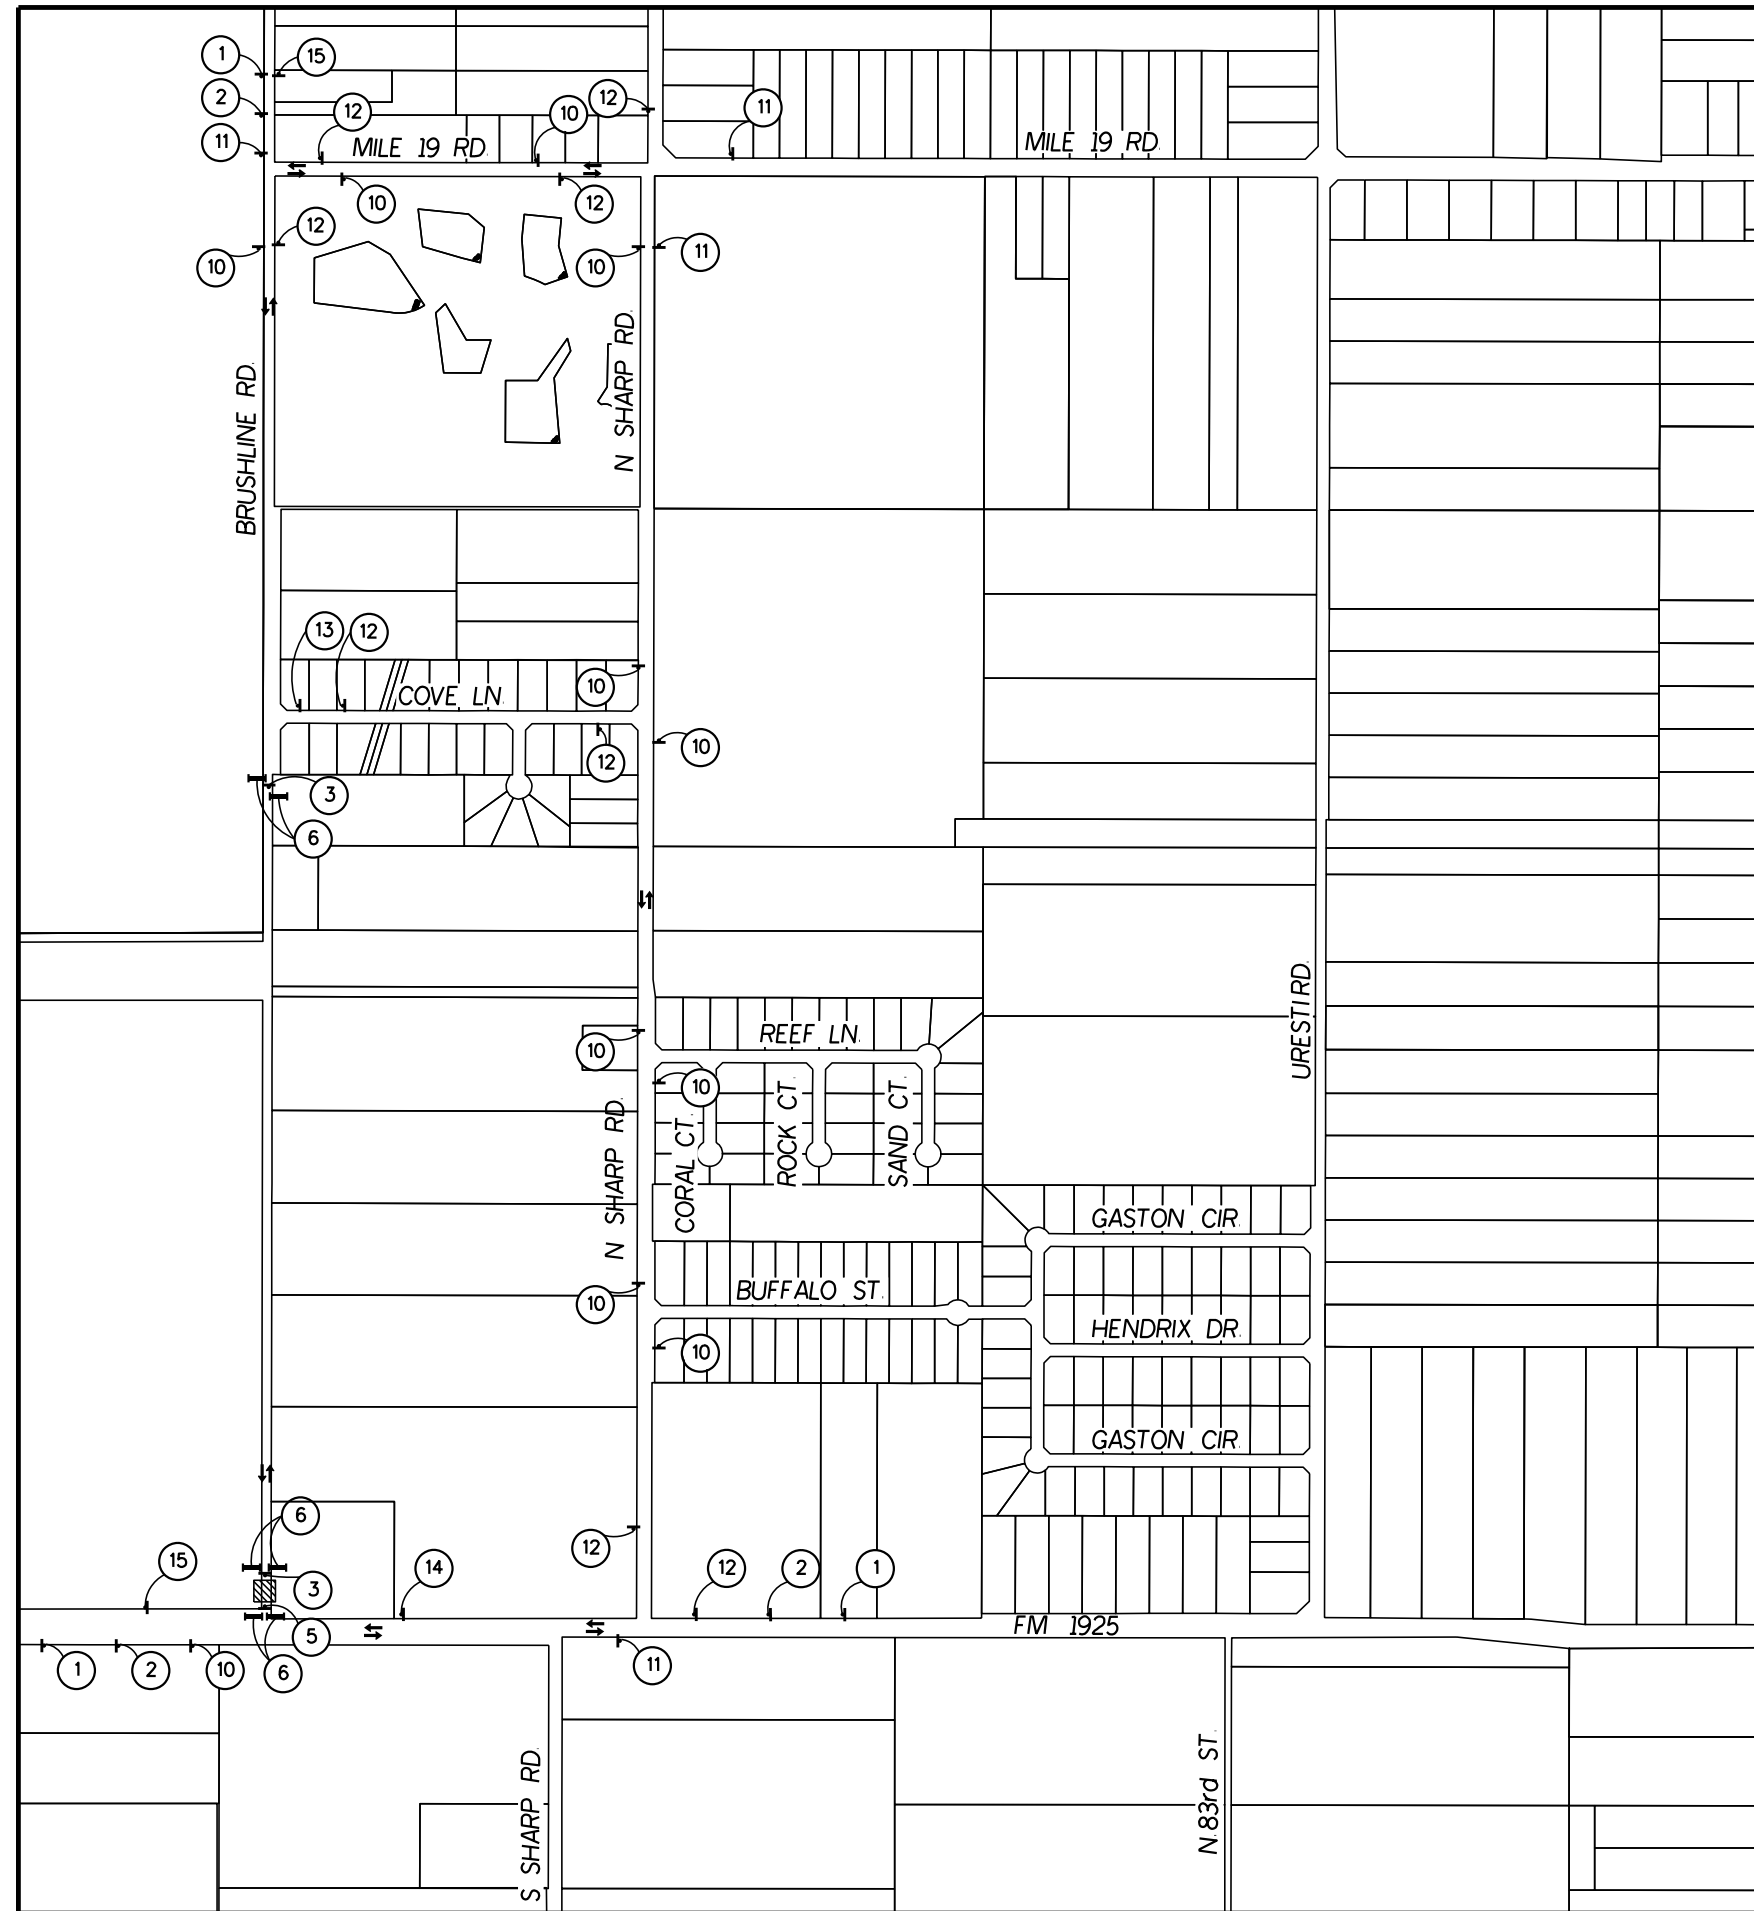 1
15
2
12
10
12
11
11
MILE 19 RD.
MILE 19 RD.
10
12
12
10
10
11
N SHARP RD.
BRUSHLINE RD.
13
12
10
COVE LN.
10
12
3
6
URESTI RD.
REEF LN.
10
10
N SHARP RD.
CORAL CT.
ROCK CT.
SAND CT.
GASTON CIR.
BUFFALO ST.
10
HENDRIX DR.
10
GASTON CIR.
6
12
15
14
12
2
1
3
FM 1925
5
1
2
10
6
11
S SHARP RD.
N.83rd ST.